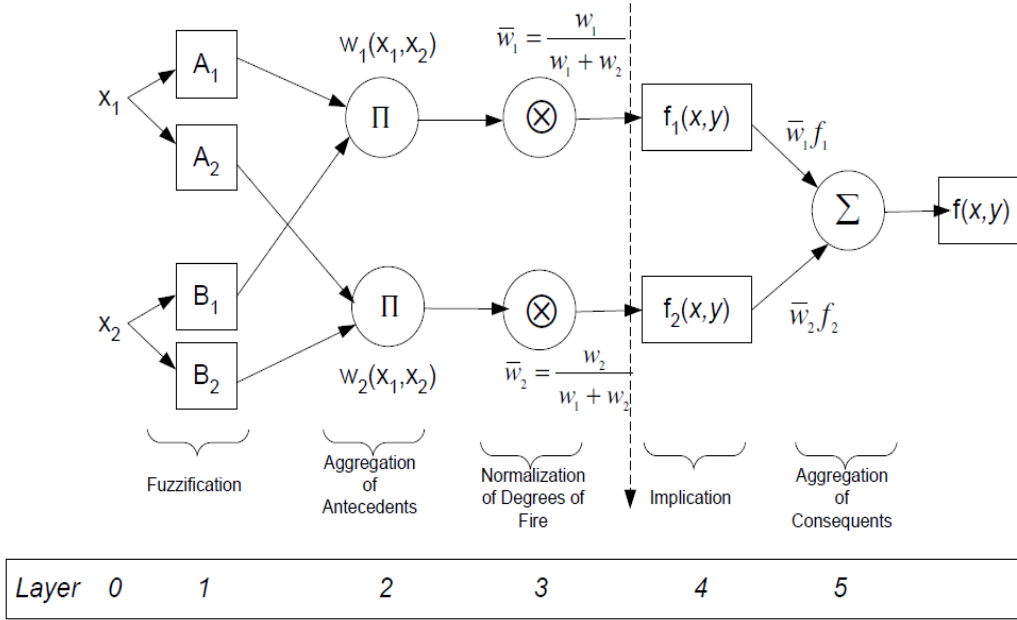 w₁(x₁,x₂)
w̄₁ = w₁ / (w₁ + w₂)
A₁
x₁
Π
⊗
f₁(x,y)
w̄₁f₁
A₂
Σ
f(x,y)
B₁
x₂
Π
⊗
f₂(x,y)
w̄₂f₂
B₂
w₂(x₁,x₂)
w̄₂ = w₂ / (w₁ + w₂)
Fuzzification
Aggregation
of
Antecedents
Normalization
of Degrees of
Fire
Implication
Aggregation
of
Consequents
Layer 0 1 2 3 4 5